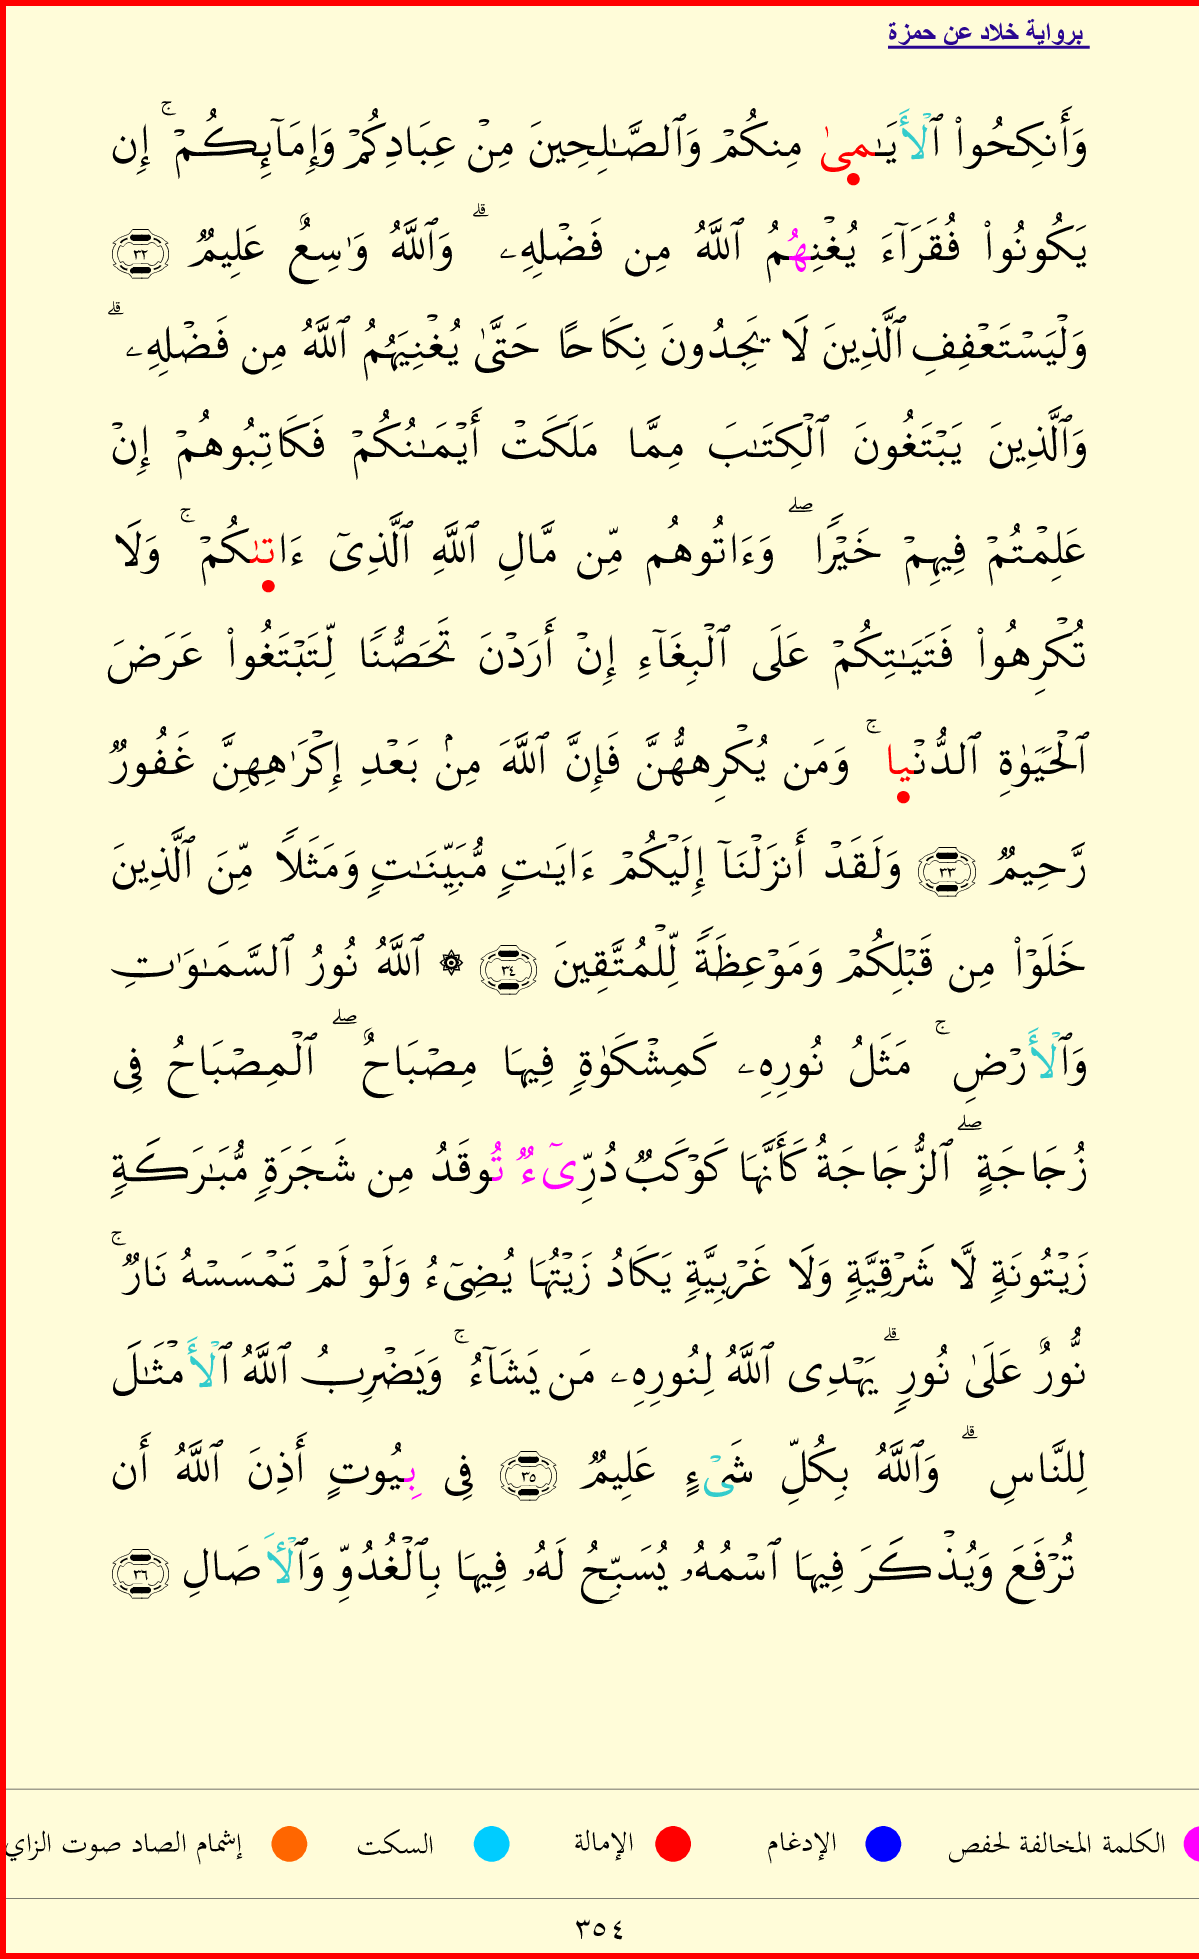 برواية خلاد عن حمزة
وَأَنكِحُوا۟ ٱلْأَيَـٰمىٰ مِنكُمْ وَٱلصَّـٰلِحِينَ مِنْ عِبَادِكُمْ وَإِمَآئِكُمْ ۚ إِن
يَكُونُوا۟ فُقَرَآءَ يُغْنِهُمُ ٱللَّهُ مِن فَضْلِهِۦ ۗ وَٱللَّهُ وَٰسِعٌ عَلِيمٌ ٣٢
وَلْيَسْتَعْفِفِ ٱلَّذِينَ لَا يَجِدُونَ نِكَاحًا حَتَّىٰ يُغْنِيَهُمُ ٱللَّهُ مِن فَضْلِهِۦ ۗ
وَٱلَّذِينَ يَبْتَغُونَ ٱلْكِتَـٰبَ مِمَّا مَلَكَتْ أَيْمَـٰنُكُمْ فَكَاتِبُوهُمْ إِنْ
عَلِمْتُمْ فِيهِمْ خَيْرًا ۖ وَءَاتُوهُم مِّن مَّالِ ٱللَّهِ ٱلَّذِىٓ ءَاتىٰكُمْ ۚ وَلَا
تُكْرِهُوا۟ فَتَيَـٰتِكُمْ عَلَى ٱلْبِغَآءِ إِنْ أَرَدْنَ تَحَصُّنًا لِّتَبْتَغُوا۟ عَرَضَ
ٱلْحَيَوٰةِ ٱلدُّنْيا ۚ وَمَن يُكْرِههُّنَّ فَإِنَّ ٱللَّهَ مِنۢ بَعْدِ إِكْرَٰهِهِنَّ غَفُورٌ
رَّحِيمٌ ٣٣ وَلَقَدْ أَنزَلْنَآ إِلَيْكُمْ ءَايَـٰتٍ مُّبَيِّنَـٰتٍ وَمَثَلًا مِّنَ ٱلَّذِينَ
خَلَوْا۟ مِن قَبْلِكُمْ وَمَوْعِظَةً لِّلْمُتَّقِينَ ٣٤ ۞ ٱللَّهُ نُورُ ٱلسَّمَـٰوَٰتِ
وَٱلْأَرْضِ ۚ مَثَلُ نُورِهِۦ كَمِشْكَوٰةٍ فِيهَا مِصْبَاحٌ ۖ ٱلْمِصْبَاحُ فِى
زُجَاجَةٍ ۖ ٱلزُّجَاجَةُ كَأَنَّهَا كَوْكَبٌ دُرِّىٓءٌ تُوقَدُ مِن شَجَرَةٍ مُّبَـٰرَكَةٍ
زَيْتُونَةٍ لَّا شَرْقِيَّةٍ وَلَا غَرْبِيَّةٍ يَكَادُ زَيْتُهَا يُضِىٓءُ وَلَوْ لَمْ تَمْسَسْهُ نَارٌ ۚ
نُّورٌ عَلَىٰ نُورٍ ۗ يَهْدِى ٱللَّهُ لِنُورِهِۦ مَن يَشَآءُ ۚ وَيَضْرِبُ ٱللَّهُ ٱلْأَمْثَـٰلَ
لِلنَّاسِ ۗ وَٱللَّهُ بِكُلِّ شَىْءٍ عَلِيمٌ ٣٥ فِى بِيُوتٍ أَذِنَ ٱللَّهُ أَن
تُرْفَعَ وَيُذْكَرَ فِيهَا ٱسْمُهُۥ يُسَبِّحُ لَهُۥ فِيهَا بِٱلْغُدُوِّ وَٱلْأَصَالِ ٣٦
الكلمة المخالفة لحفص الإدغام الإمالة السكت إشمام الصاد صوت الزاي
٣٥٤